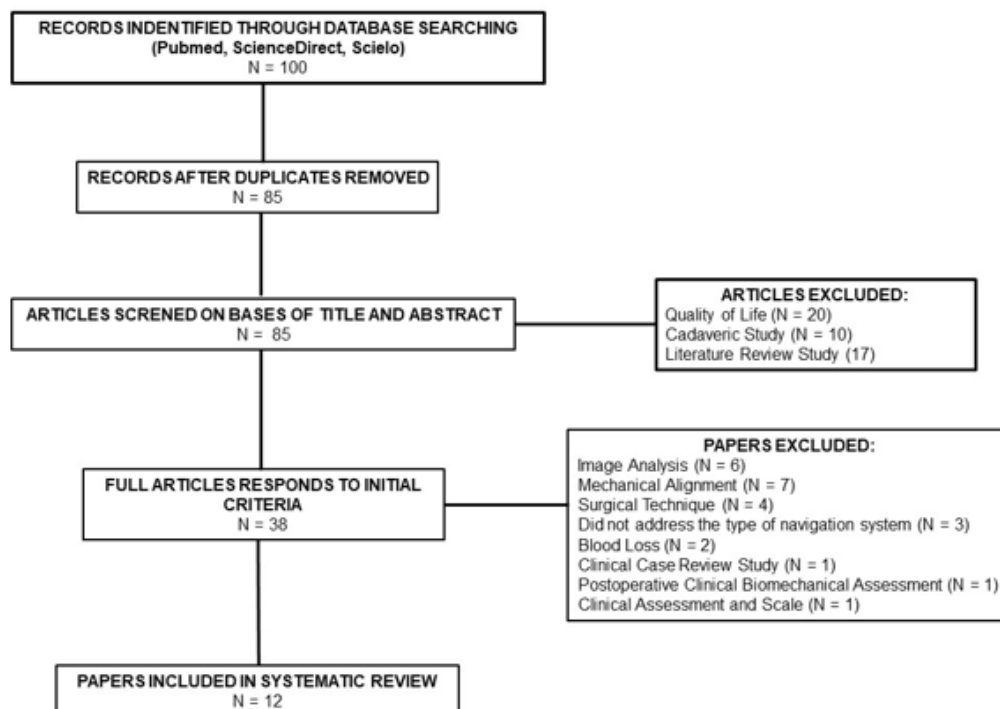 RECORDS INDENTIFIED THROUGH DATABASE SEARCHING
(Pubmed, ScienceDirect, Scielo)
N = 100
RECORDS AFTER DUPLICATES REMOVED
N = 85
ARTICLES SCRENED ON BASES OF TITLE AND ABSTRACT
N = 85
ARTICLES EXCLUDED:
Quality of Life (N = 20)
Cadaveric Study (N = 10)
Literature Review Study (17)
FULL ARTICLES RESPONDS TO INITIAL
CRITERIA
N = 38
PAPERS EXCLUDED:
Image Analysis (N = 6)
Mechanical Alignment (N = 7)
Surgical Technique (N = 4)
Did not address the type of navigation system (N = 3)
Blood Loss (N = 2)
Clinical Case Review Study (N = 1)
Postoperative Clinical Biomechanical Assessment (N = 1)
Clinical Assessment and Scale (N = 1)
PAPERS INCLUDED IN SYSTEMATIC REVIEW
N = 12